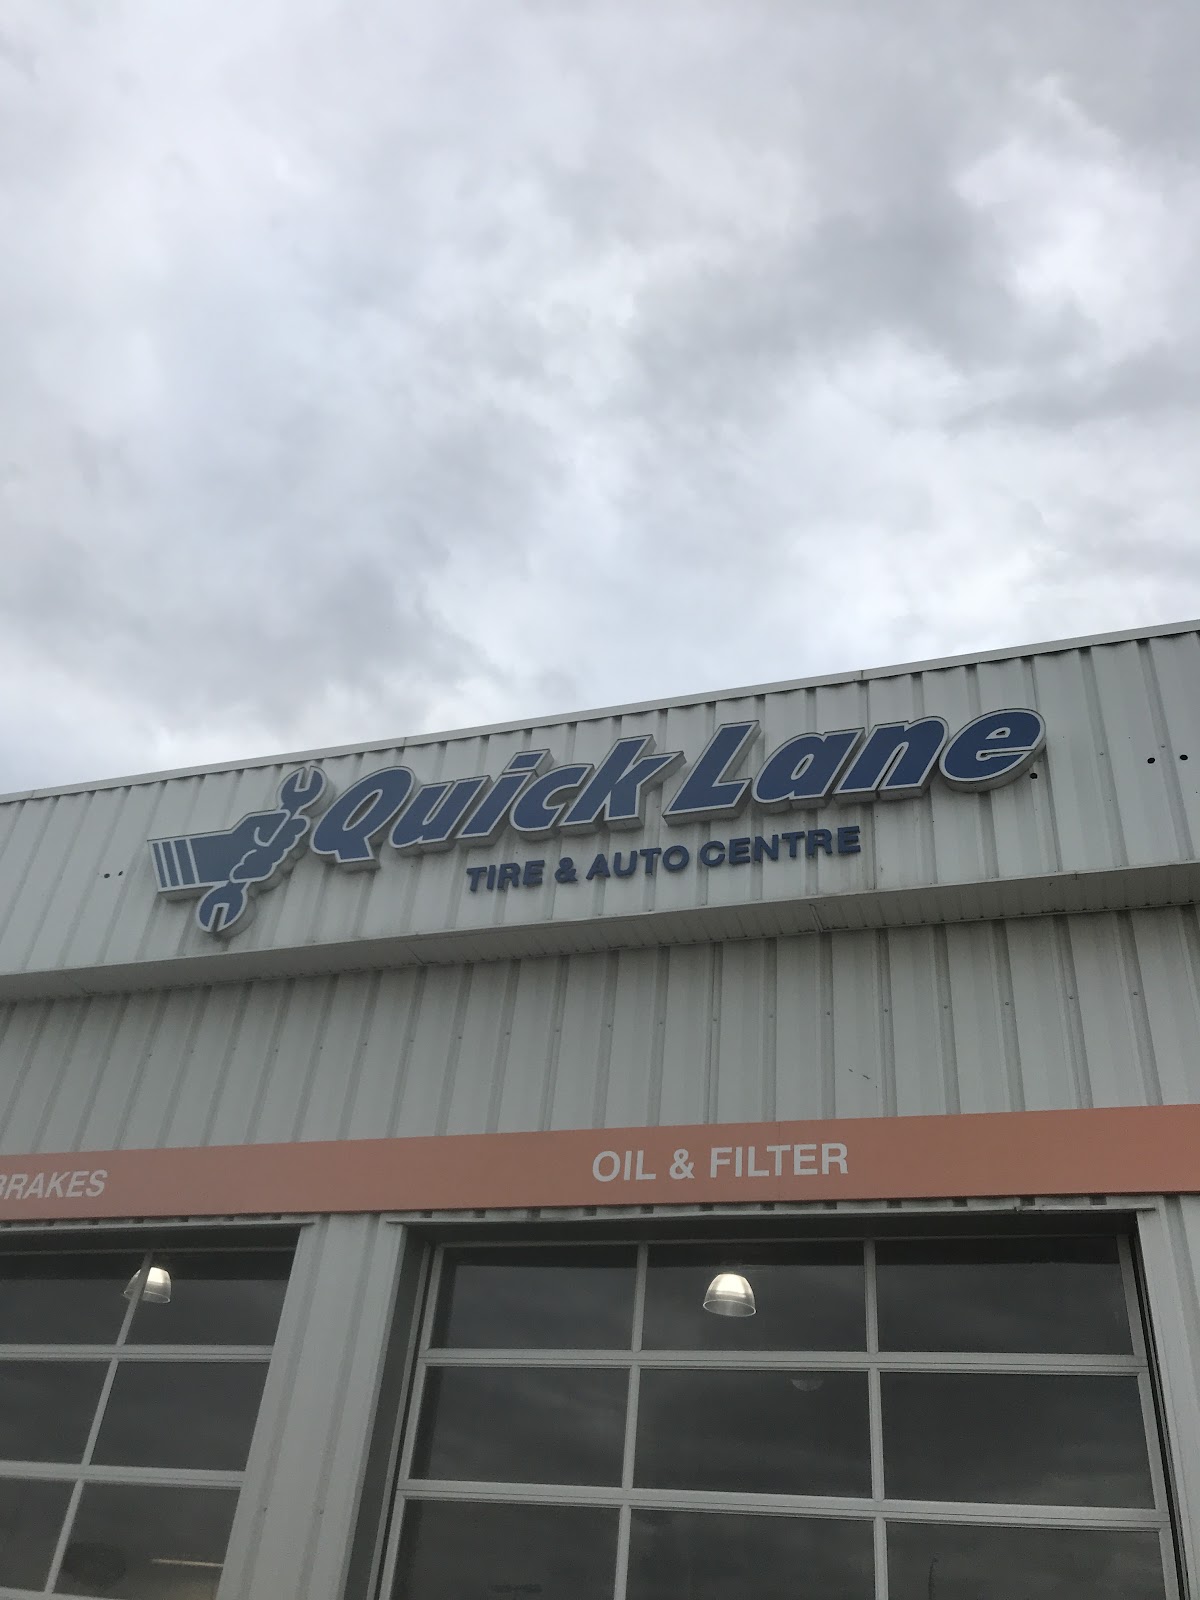 Quick Lane
TIRE & AUTO CENTRE
BRAKES
OIL & FILTER